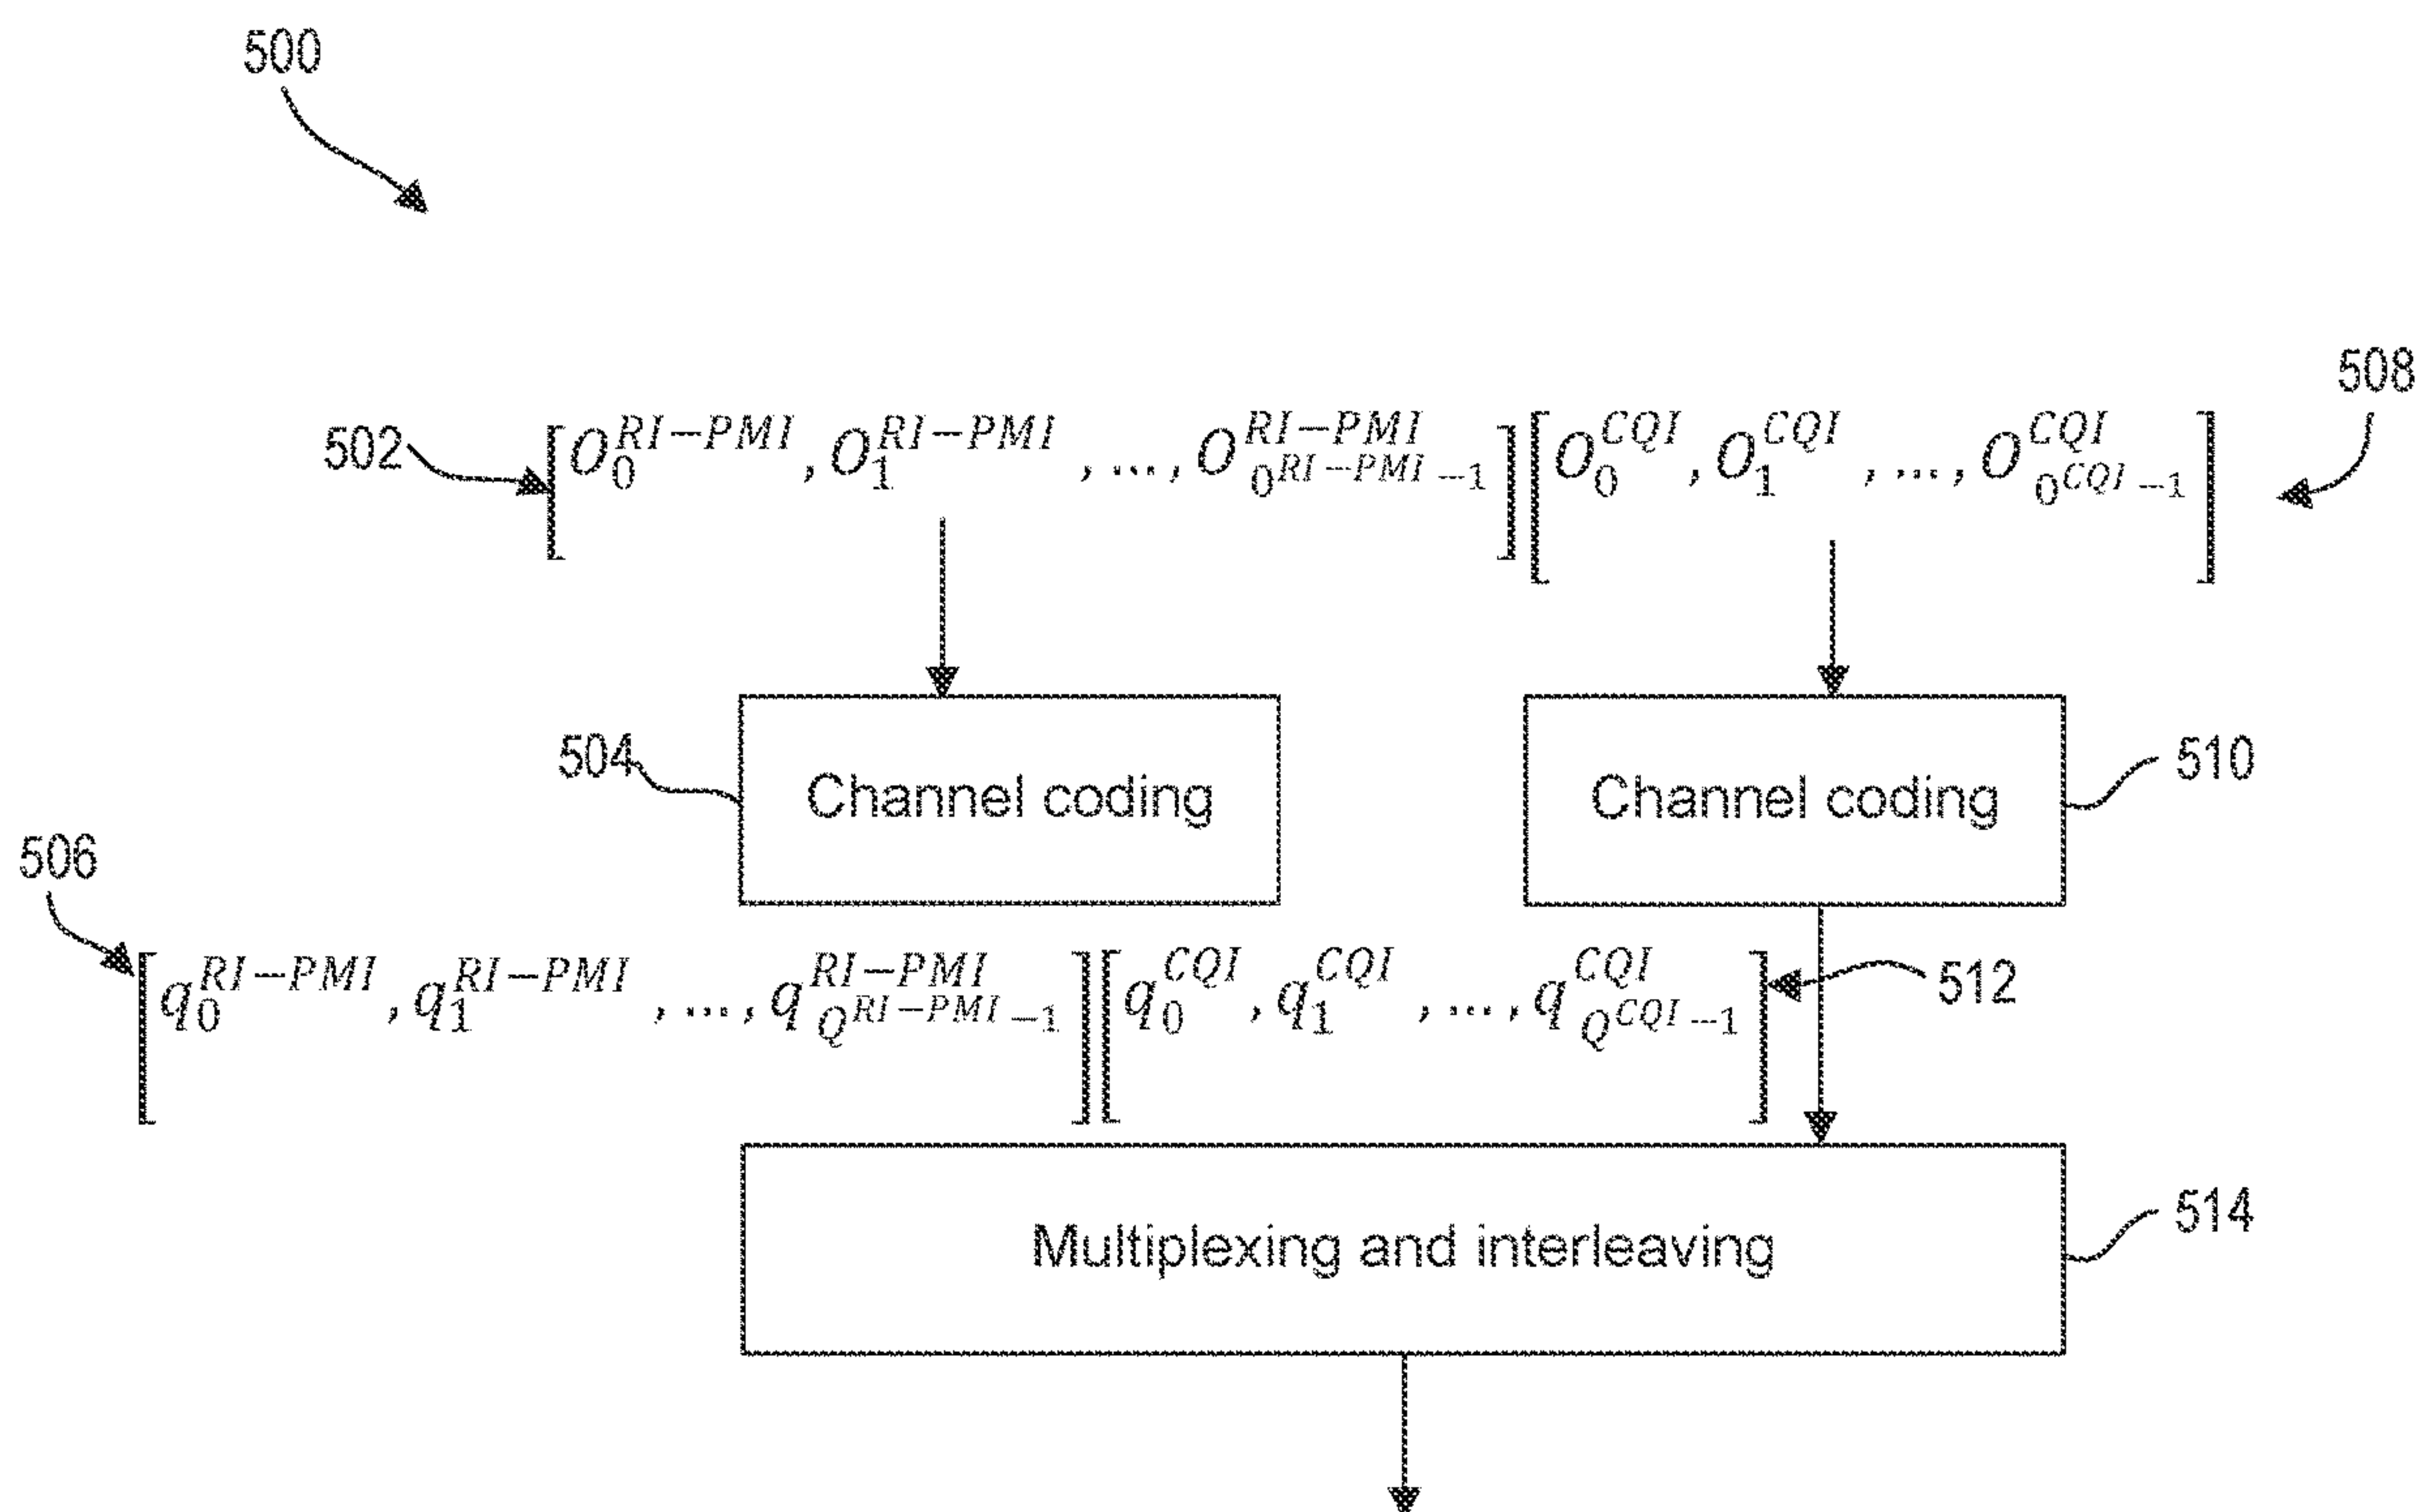 500
508
502 [O_0^{RI-PMI}, O_1^{RI-PMI}, ..., O_{0^{RI-PMI}-1}^{RI-PMI}] [O_0^{CQI}, O_1^{CQI}, ..., O_{0^{CQI}-1}^{CQI}]
504 Channel coding Channel coding 510
506
[q_0^{RI-PMI}, q_1^{RI-PMI}, ..., q_{Q^{RI-PMI}-1}^{RI-PMI}] [q_0^{CQI}, q_1^{CQI}, ..., q_{Q^{CQI}-1}^{CQI}] 512
Multiplexing and interleaving 514